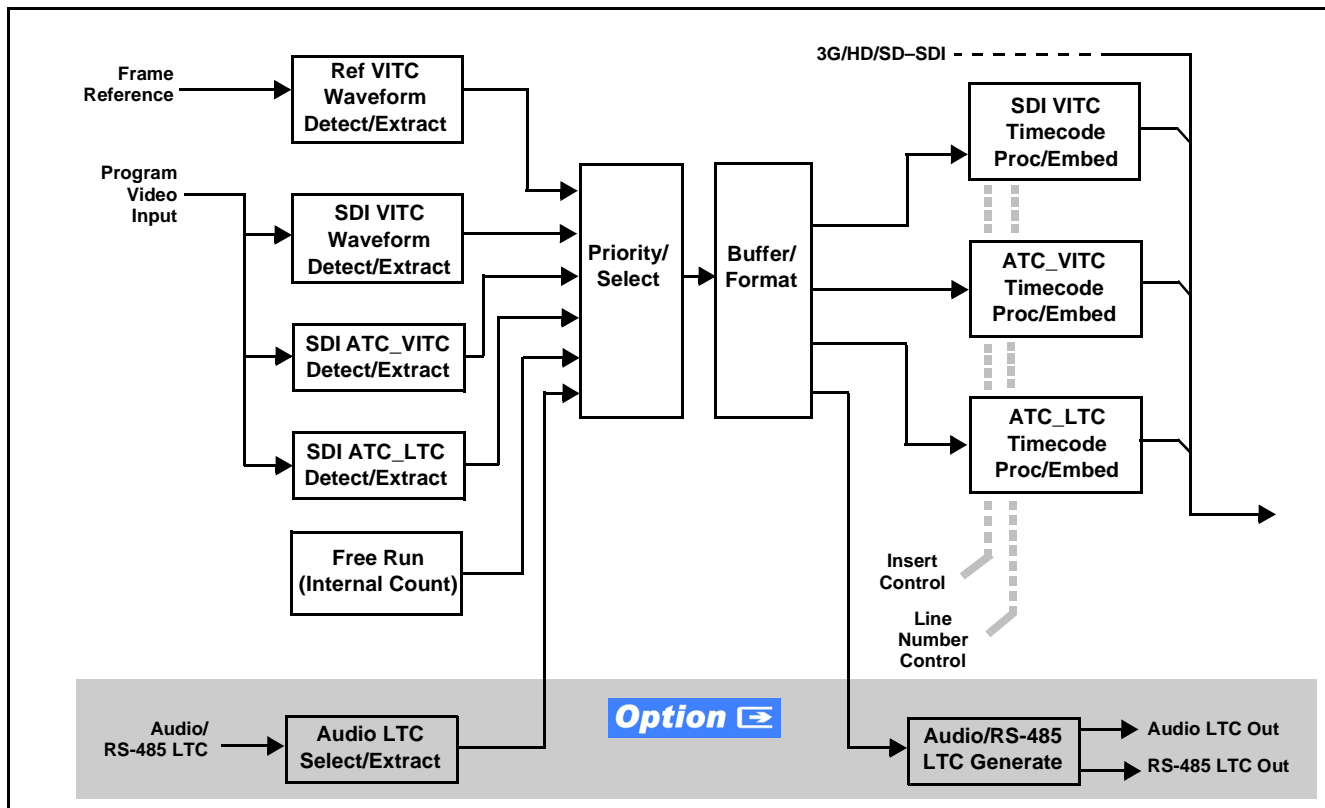 Frame
Reference
Ref VITC
Waveform
Detect/Extract
Program
Video
Input
SDI VITC
Waveform
Detect/Extract
SDI ATC_VITC
Detect/Extract
SDI ATC_LTC
Detect/Extract
Free Run
(Internal Count)
Priority/
Select
Buffer/
Format
3G/HD/SD–SDI
SDI VITC
Timecode
Proc/Embed
ATC_VITC
Timecode
Proc/Embed
ATC_LTC
Timecode
Proc/Embed
Insert
Control
Line
Number
Control
Option
Audio/
RS-485 LTC
Audio LTC
Select/Extract
Audio/RS-485
LTC Generate
Audio LTC Out
RS-485 LTC Out